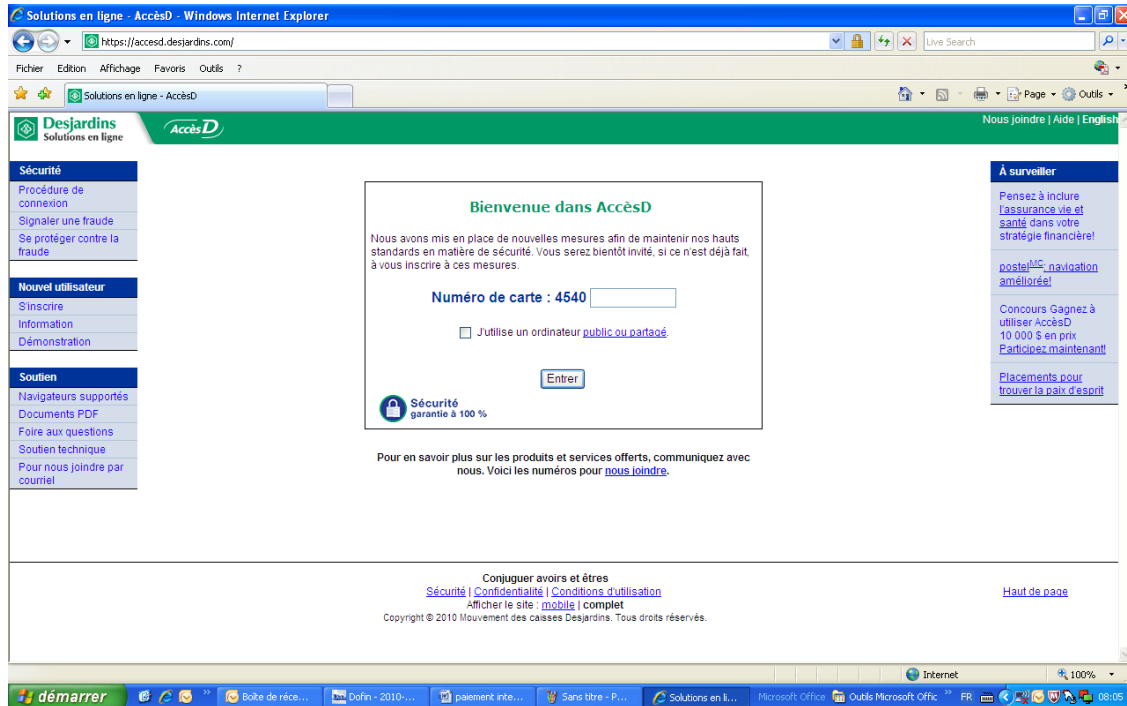 Solutions en ligne - AccèsD - Windows Internet Explorer
https://accesd.desjardins.com/
Live Search
Fichier Edition Affichage Favoris Outils ?
Solutions en ligne - AccèsD
Page Outils
Desjardins
Solutions en ligne
AccèsD
Nous joindre | Aide | English
Sécurité
Procédure de
connexion
Signaler une fraude
Se protéger contre la
fraude
Nouvel utilisateur
S'inscrire
Information
Démonstration
Soutien
Navigateurs supportés
Documents PDF
Foire aux questions
Soutien technique
Pour nous joindre par
courriel
Bienvenue dans AccèsD
Nous avons mis en place de nouvelles mesures afin de maintenir nos hauts
standards en matière de sécurité. Vous serez bientôt invité, si ce n'est déjà fait,
à vous inscrire à ces mesures.
Numéro de carte : 4540
J'utilise un ordinateur public ou partagé.
Entrer
Sécurité
garantie à 100 %
Pour en savoir plus sur les produits et services offerts, communiquez avec
nous. Voici les numéros pour nous joindre.
À surveiller
Pensez à inclure
l'assurance vie et
santé dans votre
stratégie financière!
postelMC: navigation
améliorée!
Concours Gagnez à
utiliser AccèsD
10 000 $ en prix
Participez maintenant!
Placements pour
trouver la paix d'esprit
Conjuguer avoirs et êtres
Sécurité | Confidentialité | Conditions d'utilisation
Afficher le site : mobile | complet
Copyright © 2010 Mouvement des caisses Desjardins. Tous droits réservés.
Haut de page
Internet
100%
démarrer
Boîte de réce...
Dofin - 2010-...
paiement inte...
Sans titre - P...
Solutions en li...
Microsoft Office
Outils Microsoft Offic
FR
08:05